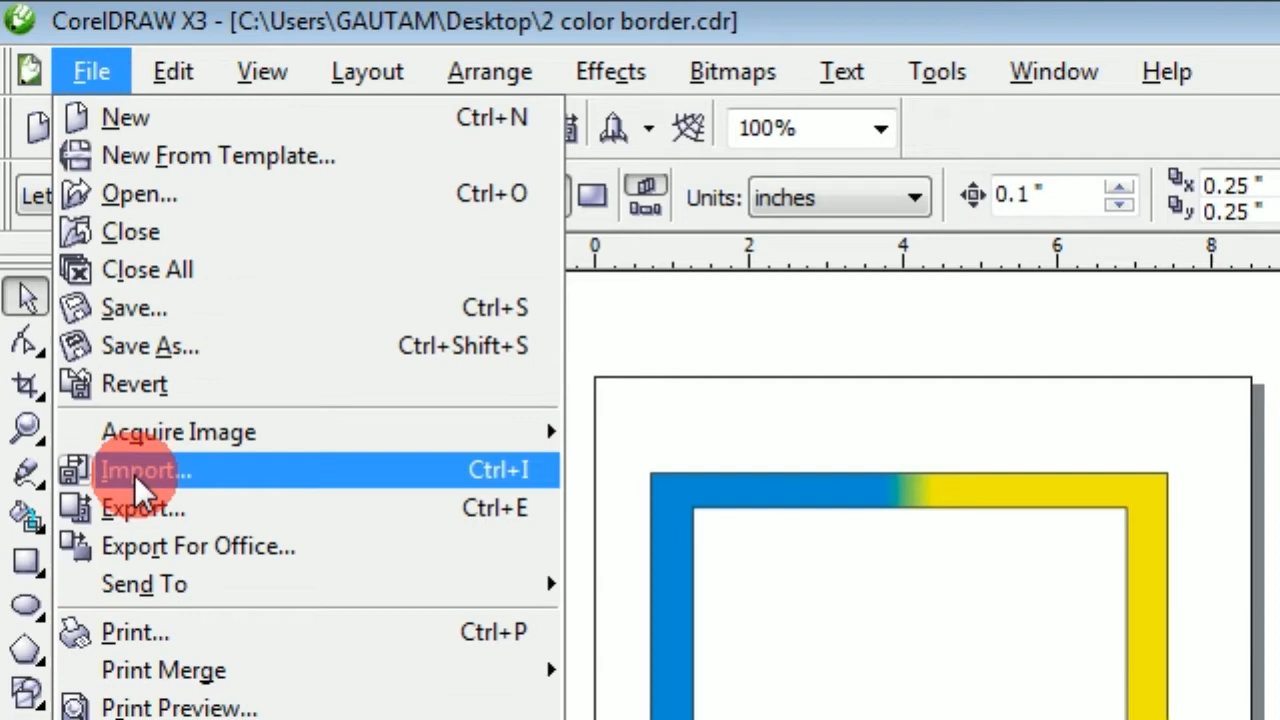 CorelDRAW X3 - [C:\Users\GAUTAM\Desktop\2 color border.cdr]
File Edit View Layout Arrange Effects Bitmaps Text Tools Window Help
100%
Let
Units: inches 0.1 " x 0.25 "
y 0.25 "
0 2 4 6 8
New Ctrl+N
New From Template...
Open... Ctrl+O
Close
Close All
Save... Ctrl+S
Save As... Ctrl+Shift+S
Revert
Acquire Image
Import... Ctrl+I
Export... Ctrl+E
Export For Office...
Send To
Print... Ctrl+P
Print Merge
Print Preview...